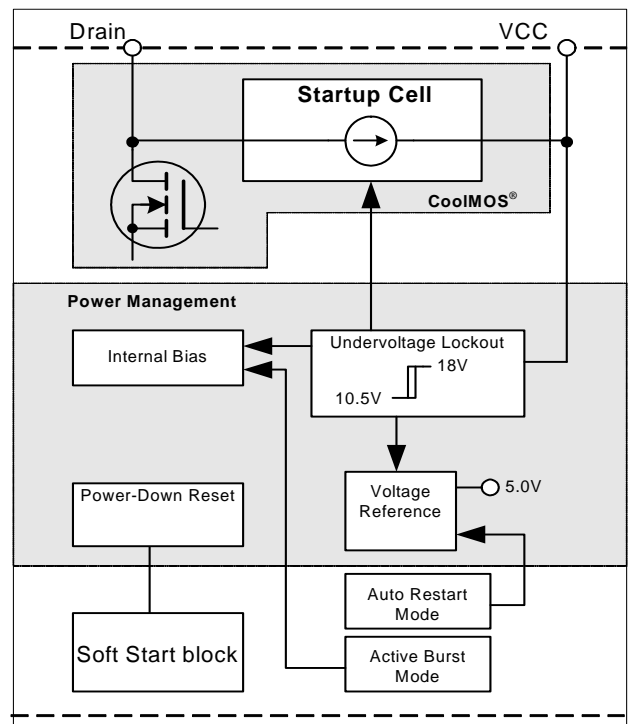 Drain
VCC
Startup Cell
CoolMOS®
Power Management
Internal Bias
Undervoltage Lockout
18V
10.5V
Power-Down Reset
Voltage
Reference
5.0V
Auto Restart
Mode
Soft Start block
Active Burst
Mode